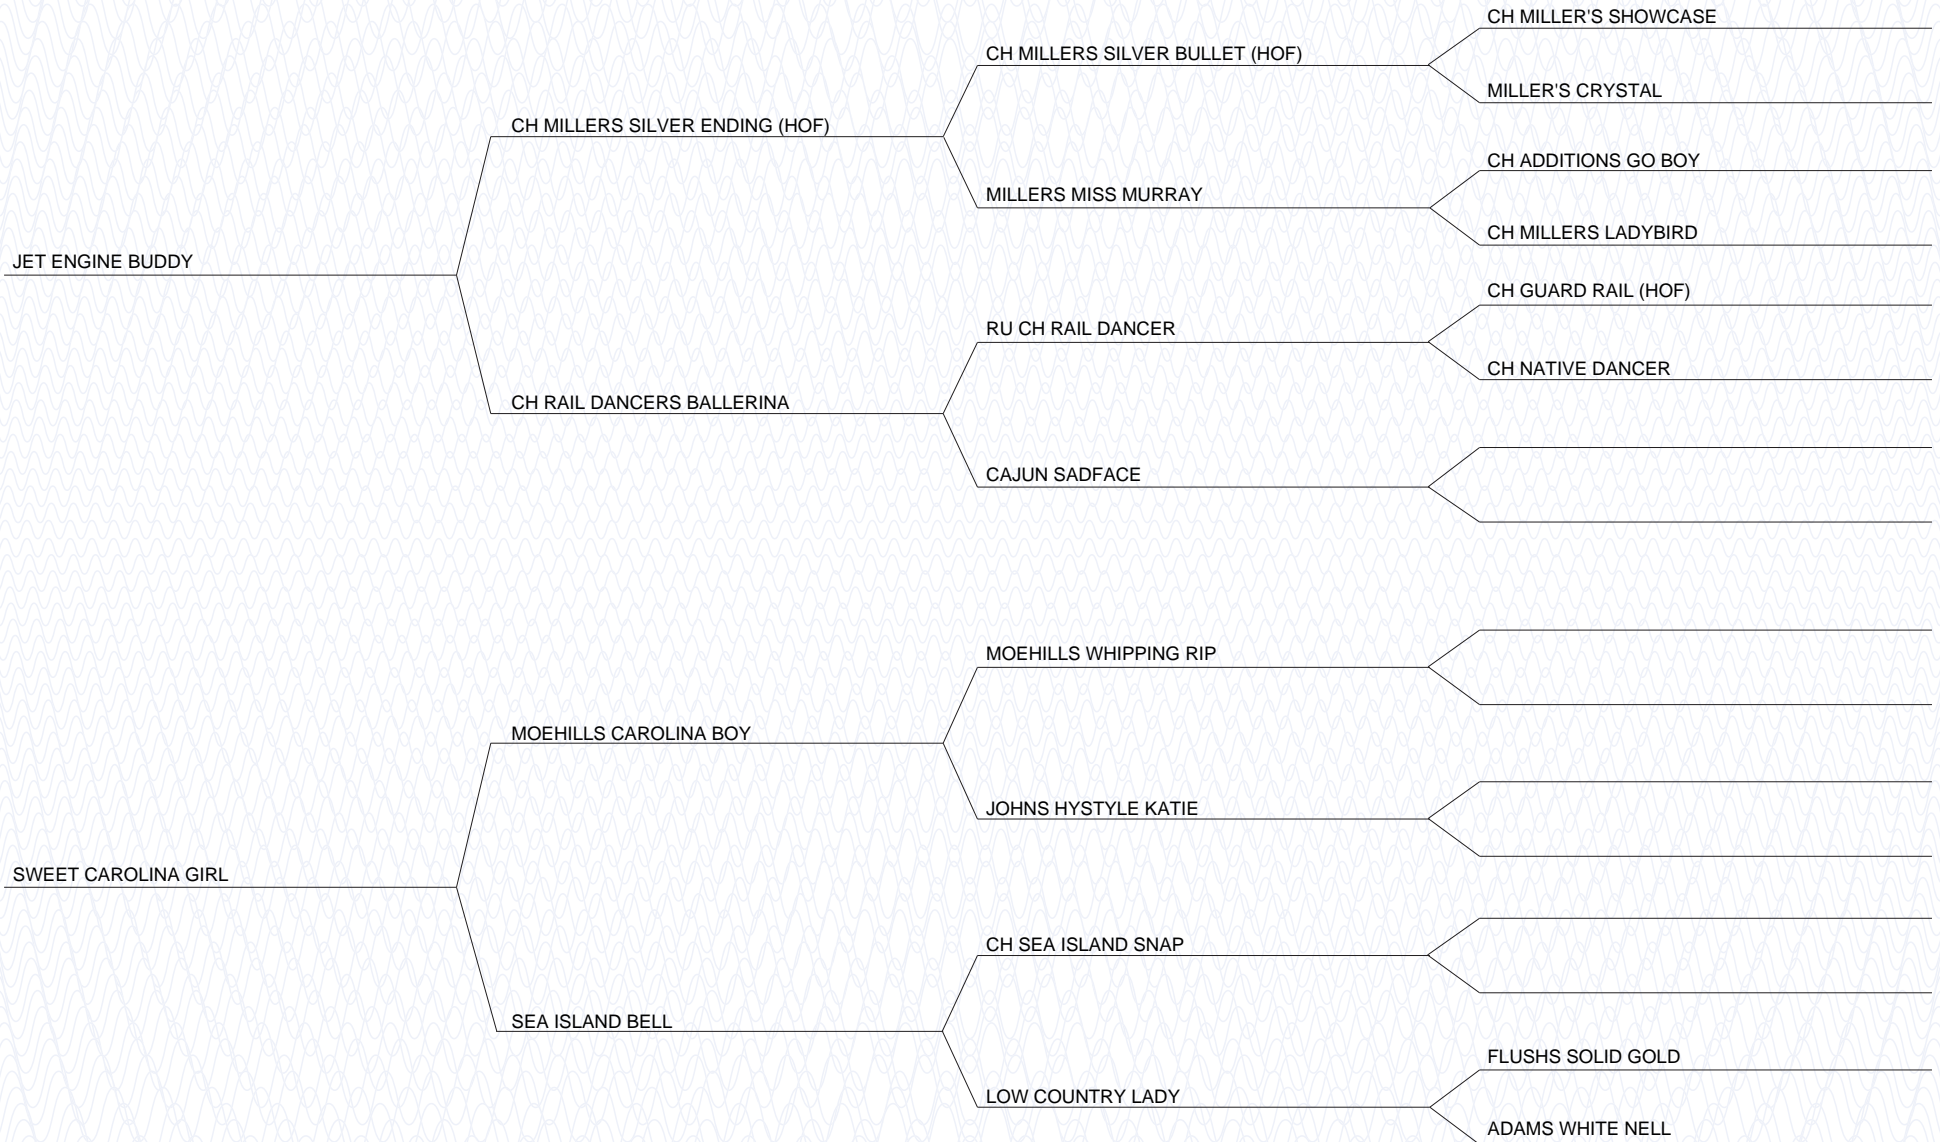 CH MILLER'S SHOWCASE
CH MILLERS SILVER BULLET (HOF)
MILLER'S CRYSTAL
CH MILLERS SILVER ENDING (HOF)
CH ADDITIONS GO BOY
MILLERS MISS MURRAY
CH MILLERS LADYBIRD
JET ENGINE BUDDY
CH GUARD RAIL (HOF)
RU CH RAIL DANCER
CH NATIVE DANCER
CH RAIL DANCERS BALLERINA
CAJUN SADFACE
MOEHILLS WHIPPING RIP
MOEHILLS CAROLINA BOY
JOHNS HYSTYLE KATIE
SWEET CAROLINA GIRL
CH SEA ISLAND SNAP
SEA ISLAND BELL
FLUSHS SOLID GOLD
LOW COUNTRY LADY
ADAMS WHITE NELL